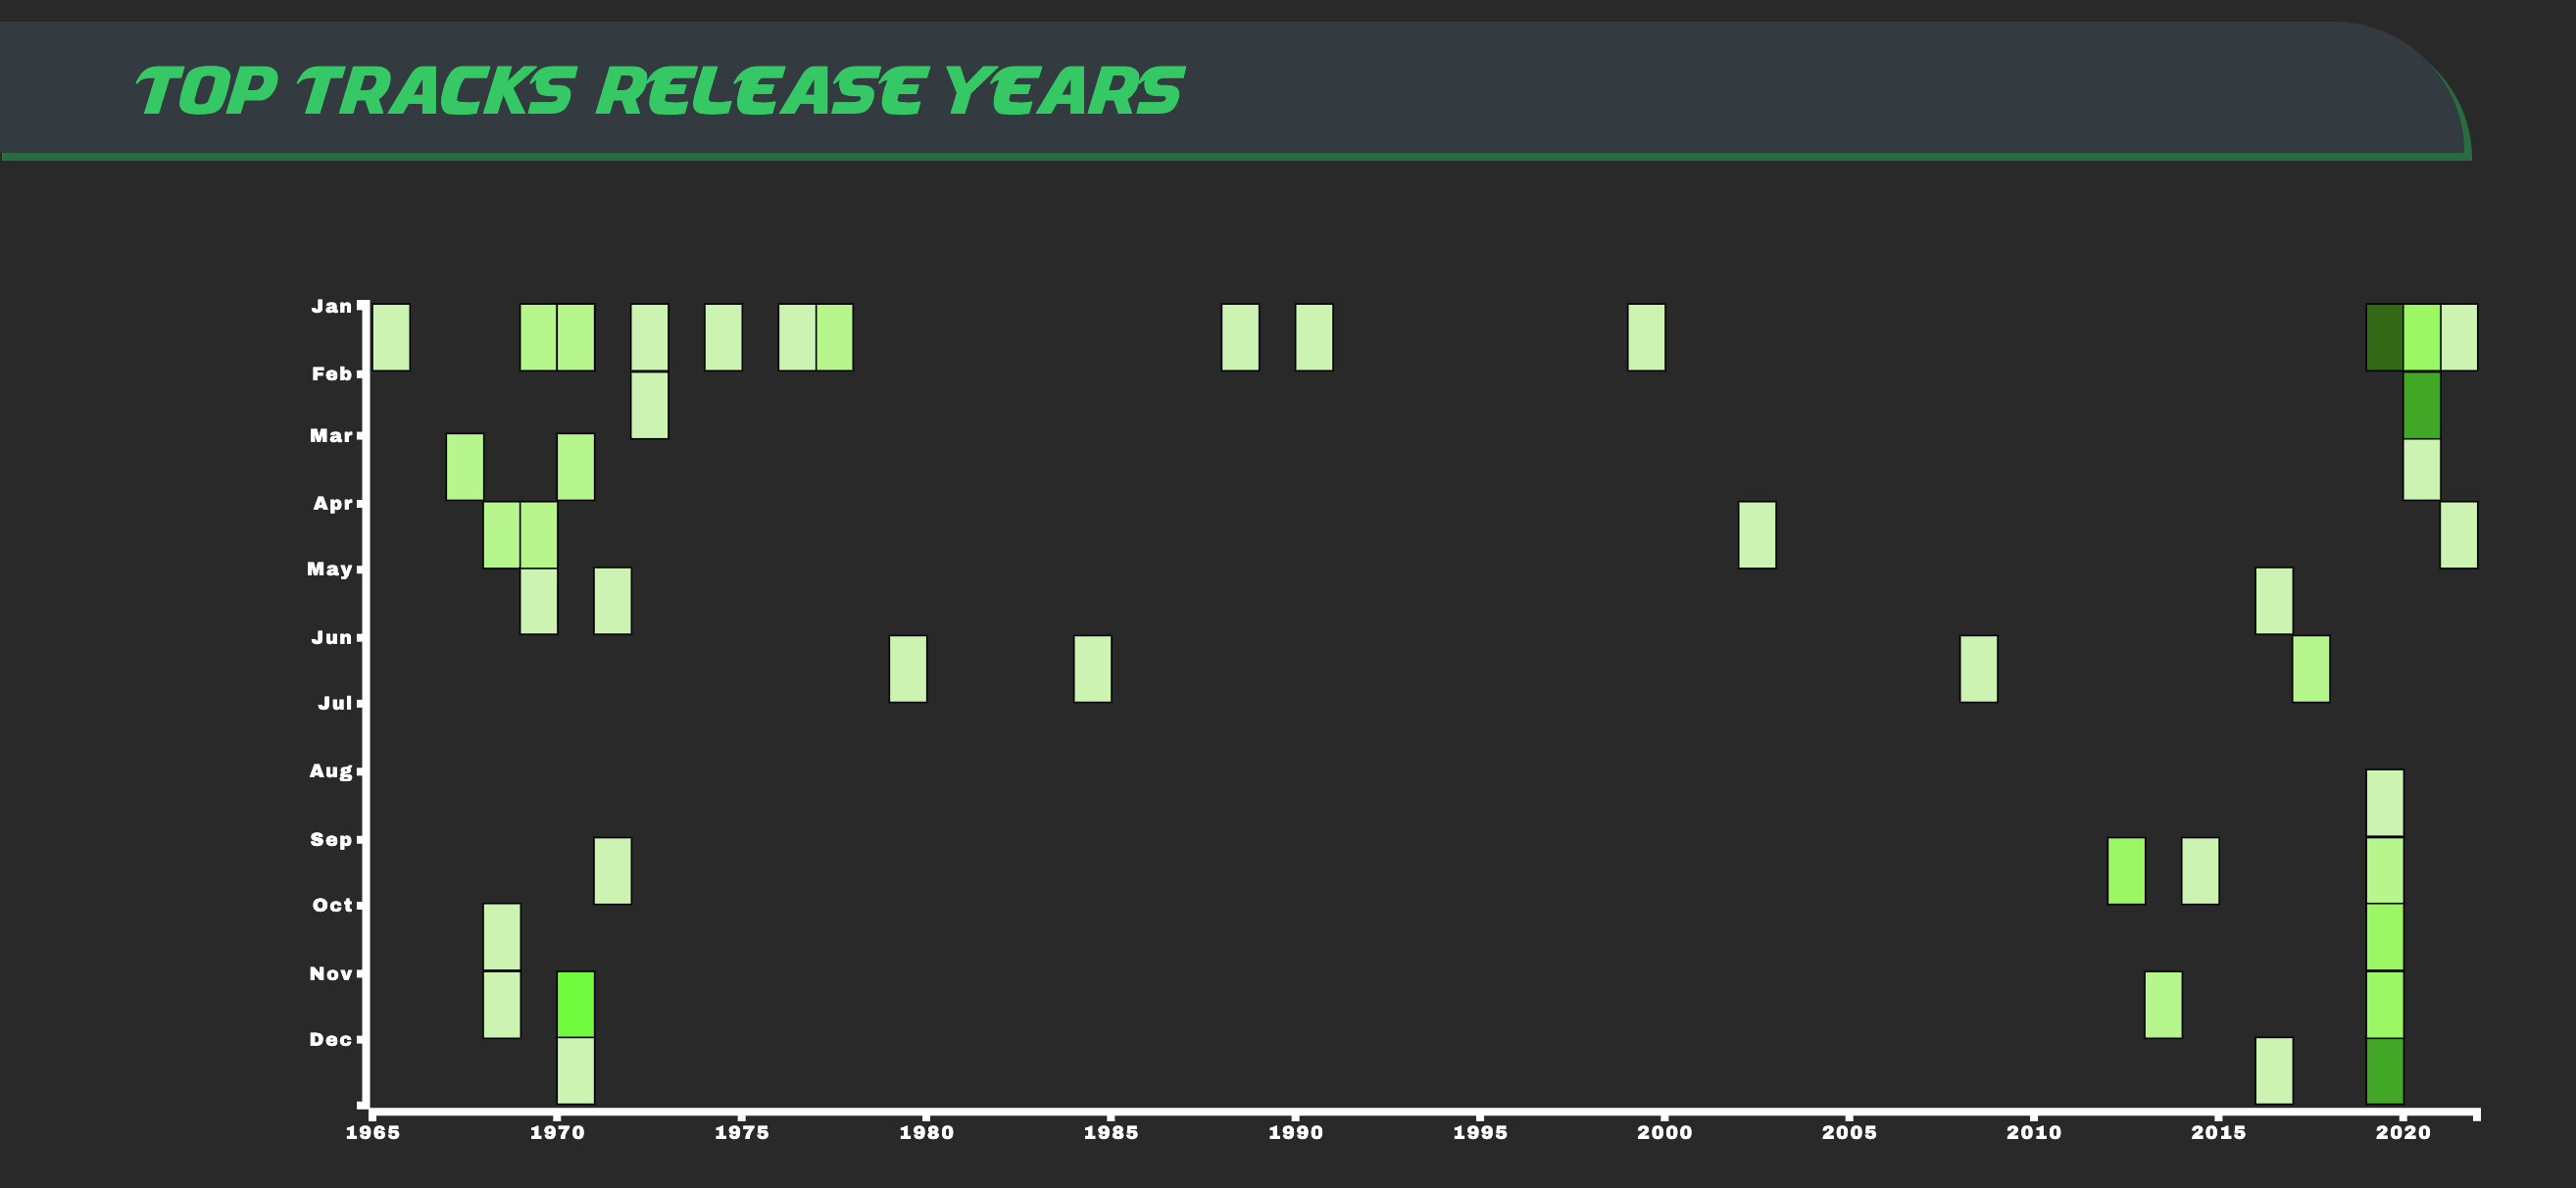 TOP TRACKS RELEASE YEARS
Jan
Feb
Mar
Apr
May
Jun
Jul
Aug
Sep
Oct
Nov
Dec
1965 1970 1975 1980 1985 1990 1995 2000 2005 2010 2015 2020